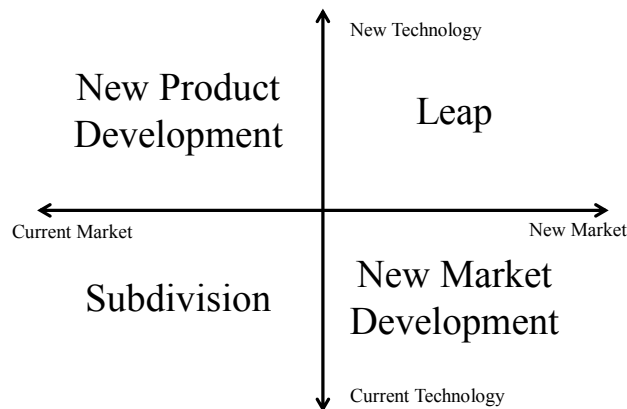 New Technology
New Product
Development
Leap
Current Market
New Market
Subdivision
New Market
Development
Current Technology